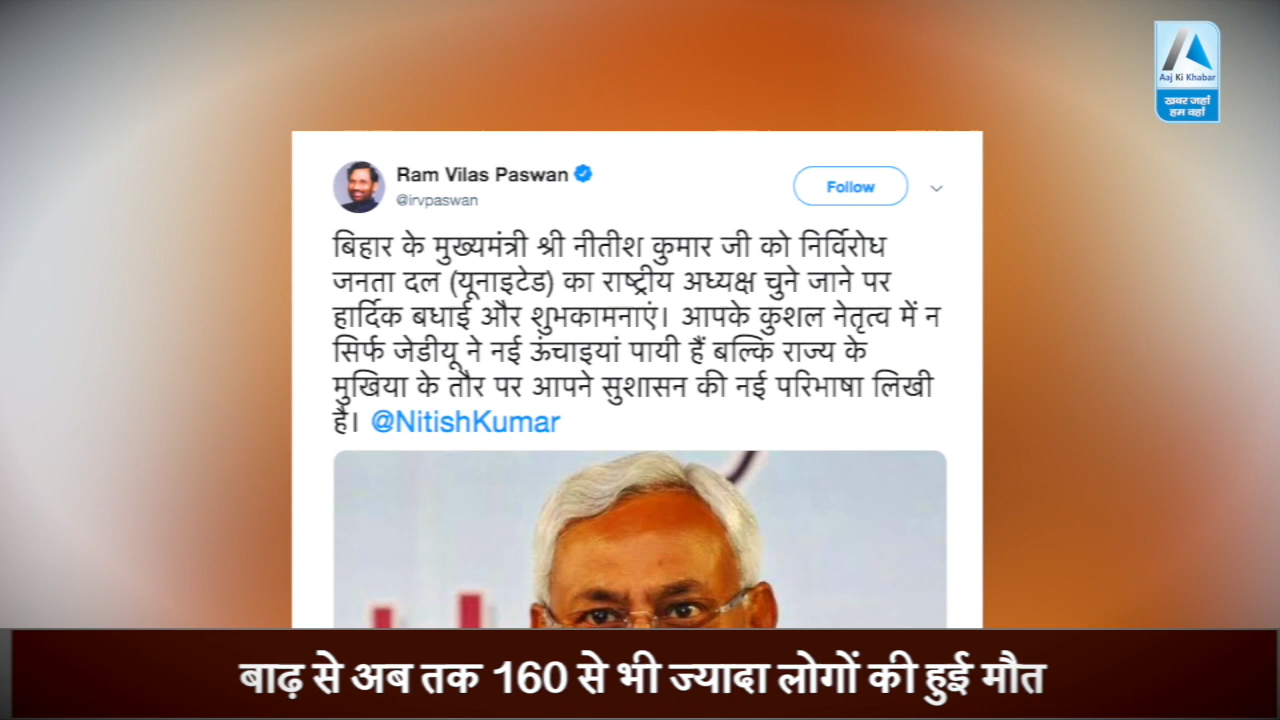 Aaj Ki Khabar
खबर जहाँ
हम वहाँ
Ram Vilas Paswan
@irvpaswan
Follow
बिहार के मुख्यमंत्री श्री नीतीश कुमार जी को निर्विरोध
जनता दल (यूनाइटेड) का राष्ट्रीय अध्यक्ष चुने जाने पर
हार्दिक बधाई और शुभकामनाएं। आपके कुशल नेतृत्व में न
सिर्फ जेडीयू ने नई ऊंचाइयां पायी हैं बल्कि राज्य के
मुखिया के तौर पर आपने सुशासन की नई परिभाषा लिखी
है। @NitishKumar
बाढ़ से अब तक 160 से भी ज्यादा लोगों की हुई मौत